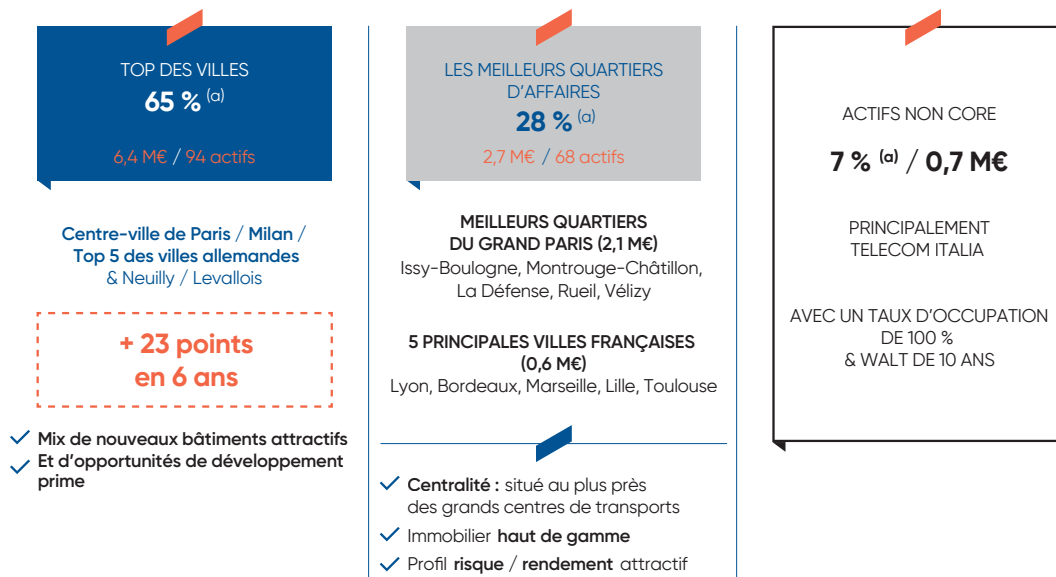 TOP DES VILLES
65 % (a)
6,4 M€ / 94 actifs
Centre-ville de Paris / Milan /
Top 5 des villes allemandes
& Neuilly / Levallois
+ 23 points
en 6 ans
Mix de nouveaux bâtiments attractifs
Et d’opportunités de développement
prime
LES MEILLEURS QUARTIERS
D’AFFAIRES
28 % (a)
2,7 M€ / 68 actifs
MEILLEURS QUARTIERS
DU GRAND PARIS (2,1 M€)
Issy-Boulogne, Montrouge-Châtillon,
La Défense, Rueil, Vélizy
5 PRINCIPALES VILLES FRANÇAISES
(0,6 M€)
Lyon, Bordeaux, Marseille, Lille, Toulouse
Centralité : situé au plus près
des grands centres de transports
Immobilier haut de gamme
Profil risque / rendement attractif
ACTIFS NON CORE
7 % (a) / 0,7 M€
PRINCIPALEMENT
TELECOM ITALIA
AVEC UN TAUX D’OCCUPATION
DE 100 %
& WALT DE 10 ANS